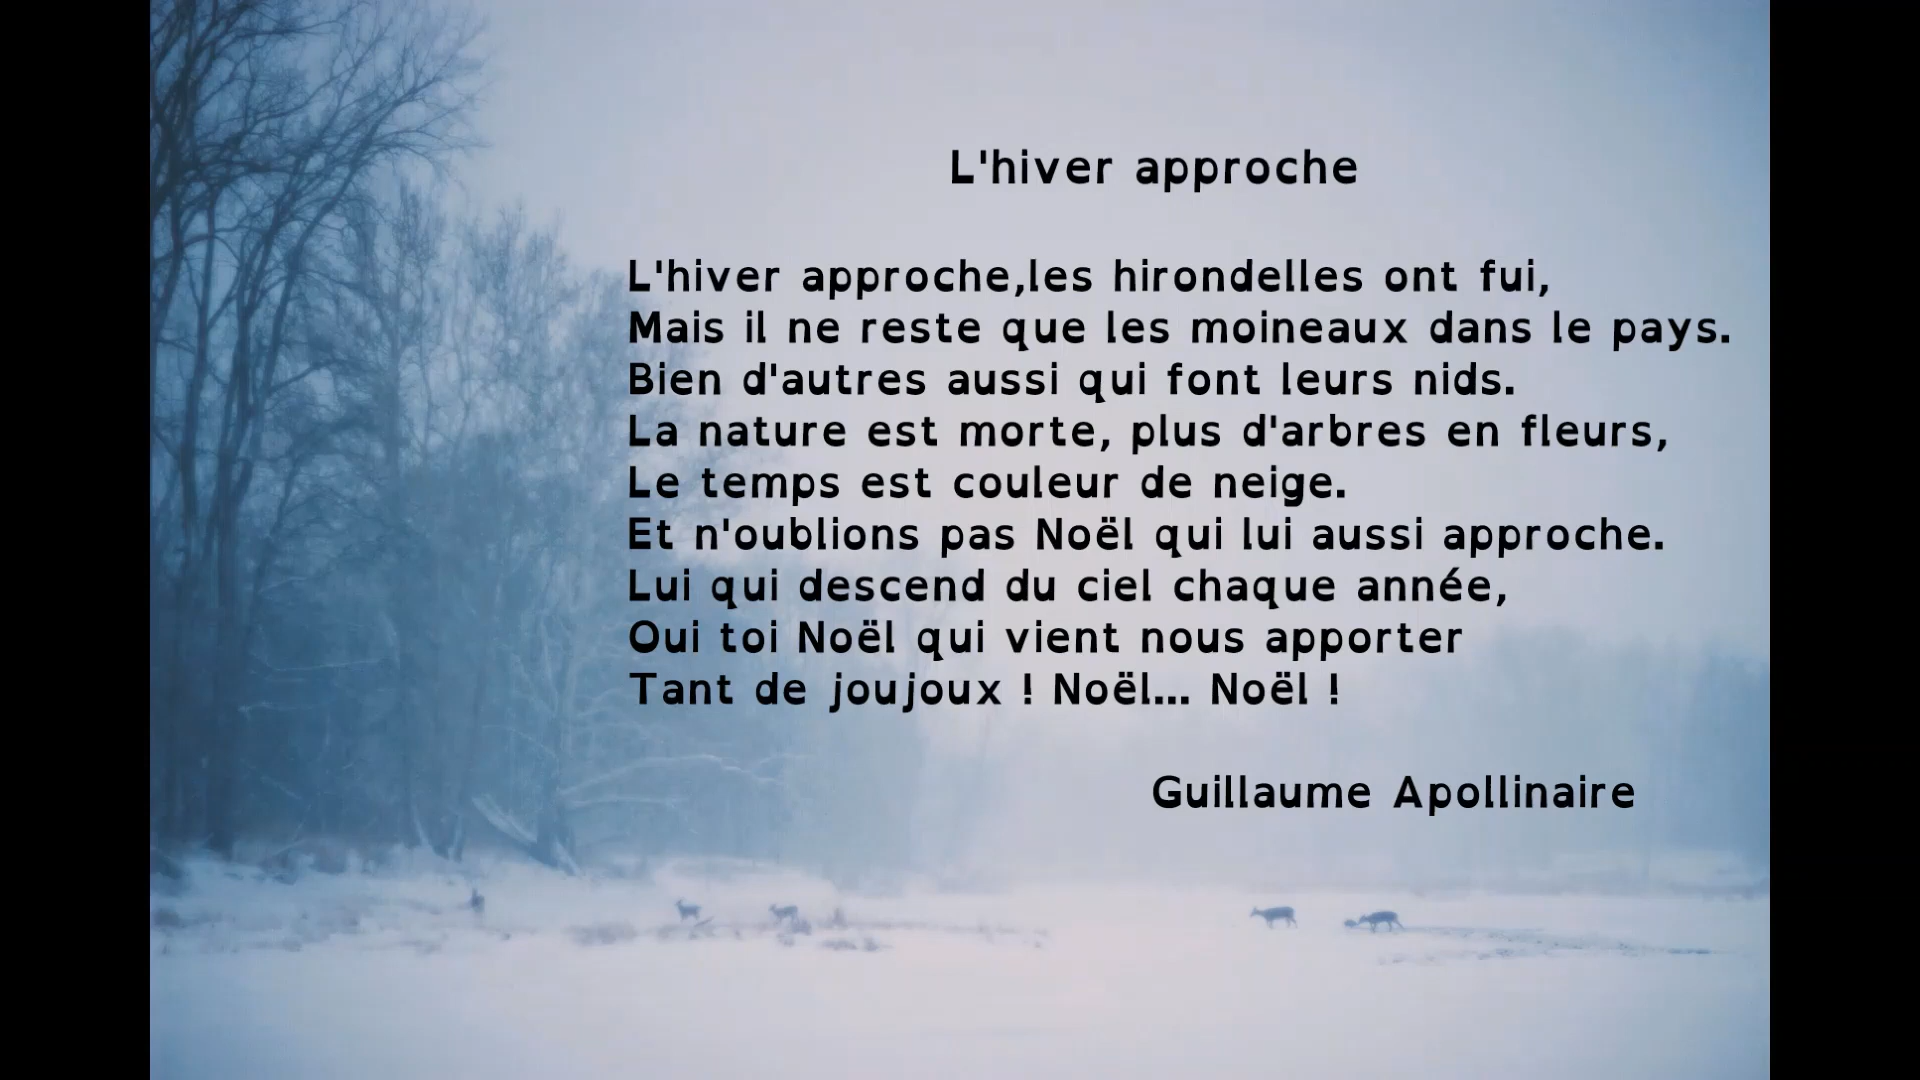 L'hiver approche
L'hiver approche,les hirondelles ont fui,
Mais il ne reste que les moineaux dans le pays.
Bien d'autres aussi qui font leurs nids.
La nature est morte, plus d'arbres en fleurs,
Le temps est couleur de neige.
Et n'oublions pas Noël qui lui aussi approche.
Lui qui descend du ciel chaque année,
Oui toi Noël qui vient nous apporter
Tant de joujoux ! Noël... Noël !
Guillaume Apollinaire